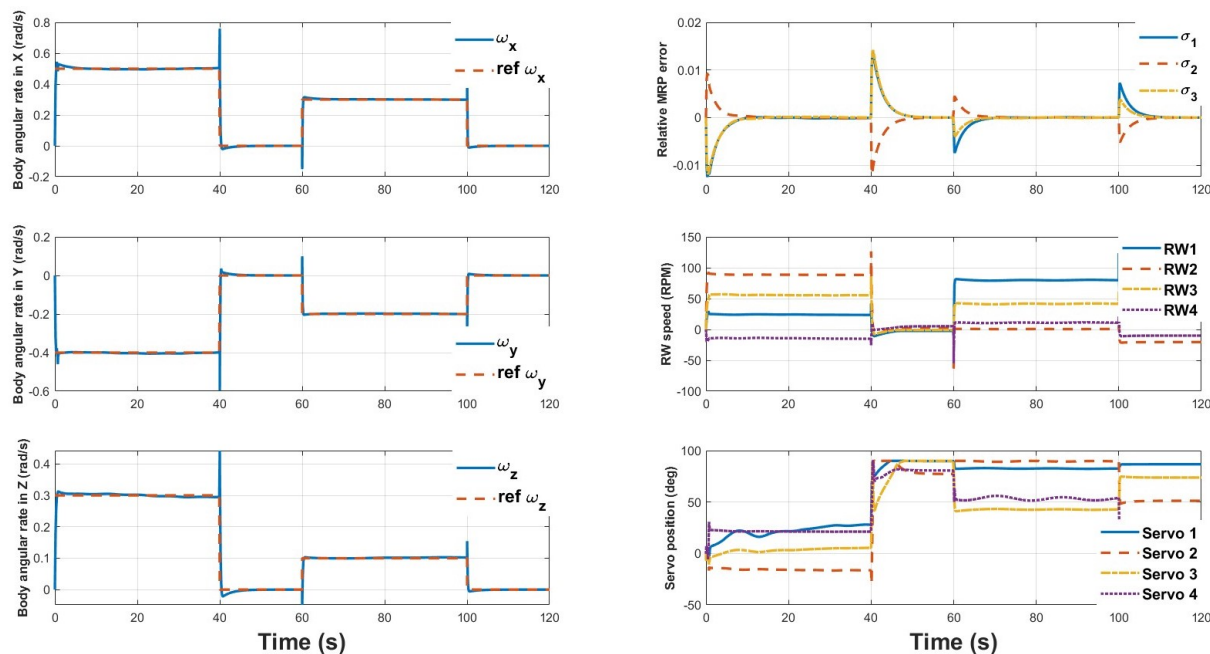 Body angular rate in X (rad/s)
0.8
0.6
0.4
0.2
0
-0.2
0 20 40 60 80 100 120
ω_x
ref ω_x
Relative MRP error
0.02
0.01
0
-0.01
0 20 40 60 80 100 120
σ_1
σ_2
σ_3
Body angular rate in Y (rad/s)
0.2
0
-0.2
-0.4
-0.6
0 20 40 60 80 100 120
ω_y
ref ω_y
RW speed (RPM)
150
100
50
0
-50
-100
0 20 40 60 80 100 120
RW1
RW2
RW3
RW4
Body angular rate in Z (rad/s)
0.4
0.3
0.2
0.1
0
0 20 40 60 80 100 120
ω_z
ref ω_z
Time (s)
Servo position (deg)
100
50
0
-50
0 20 40 60 80 100 120
Servo 1
Servo 2
Servo 3
Servo 4
Time (s)